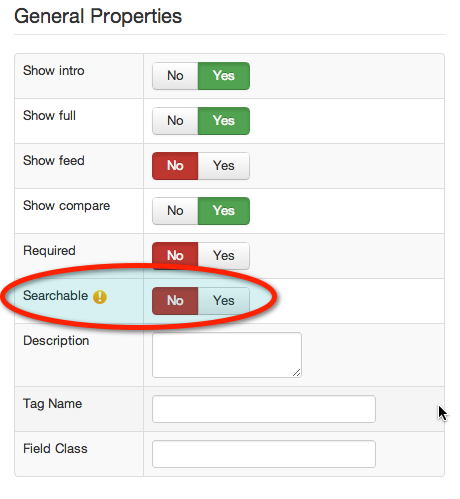 General Properties
Show intro No Yes
Show full No Yes
Show feed No Yes
Show compare No Yes
Required No Yes
Searchable No Yes
Description
Tag Name
Field Class